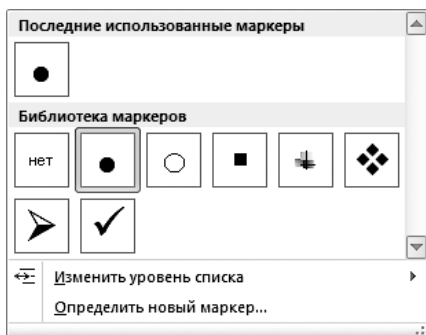 Последние использованные маркеры
Библиотека маркеров
нет
Изменить уровень списка
Определить новый маркер...